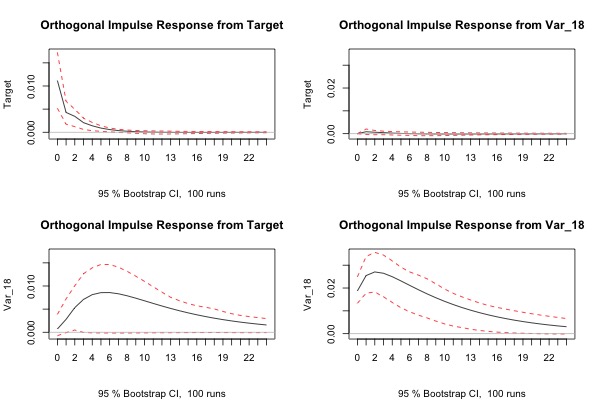 Orthogonal Impulse Response from Target
Target
0.000 0.010
0 2 4 6 8 10 13 16 19 22
95 % Bootstrap CI, 100 runs
Orthogonal Impulse Response from Var_18
Target
0.00 0.02
0 2 4 6 8 10 13 16 19 22
95 % Bootstrap CI, 100 runs
Orthogonal Impulse Response from Target
Var_18
0.000 0.010
0 2 4 6 8 10 13 16 19 22
95 % Bootstrap CI, 100 runs
Orthogonal Impulse Response from Var_18
Var_18
0.00 0.02
0 2 4 6 8 10 13 16 19 22
95 % Bootstrap CI, 100 runs